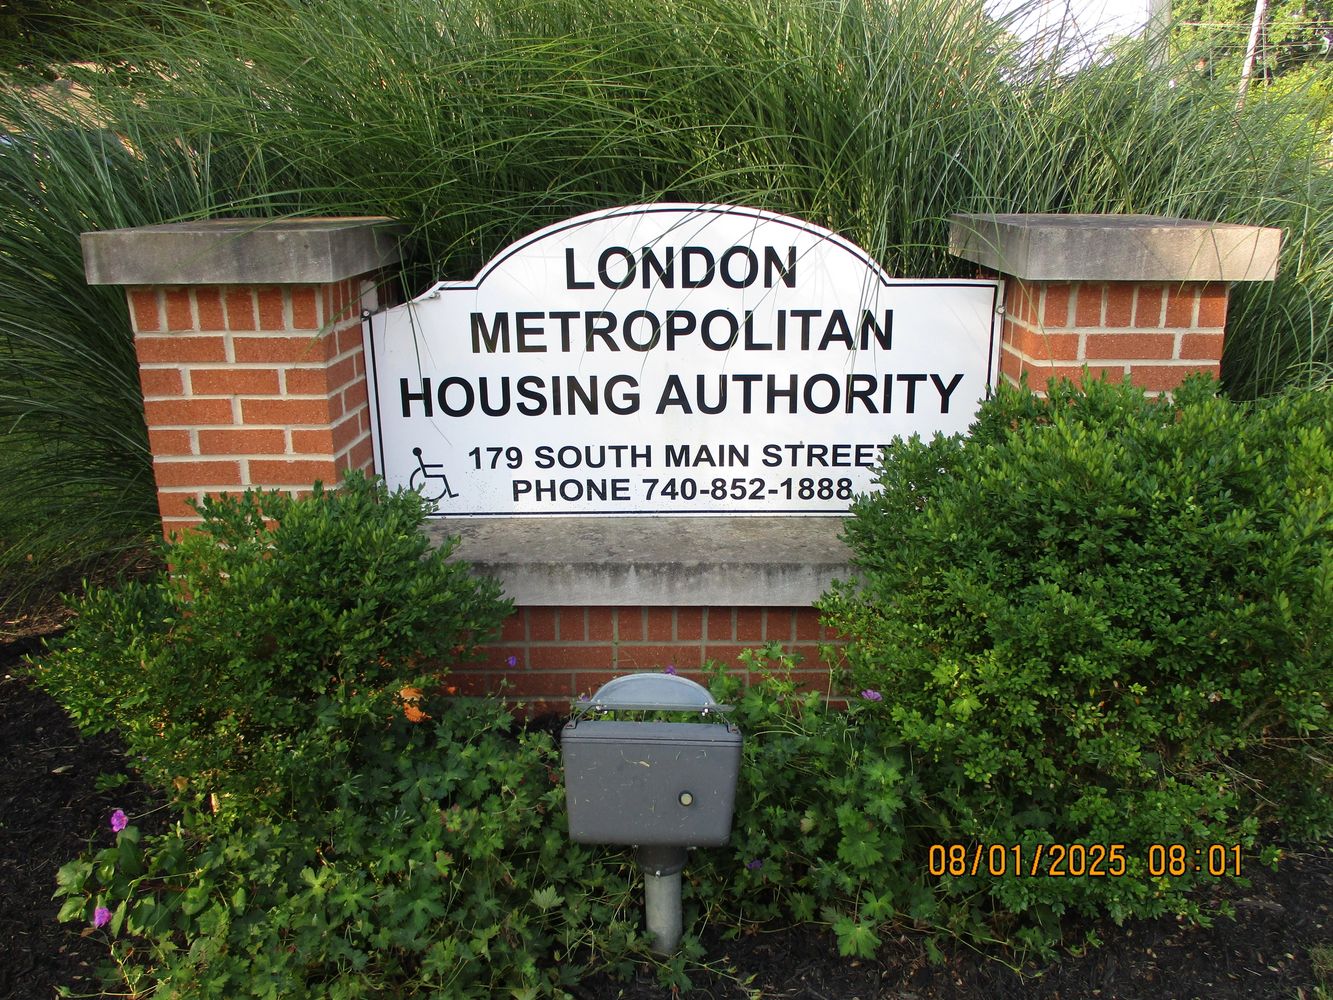 LONDON
METROPOLITAN
HOUSING AUTHORITY
179 SOUTH MAIN STREET
PHONE 740-852-1888
08/01/2025 08:01